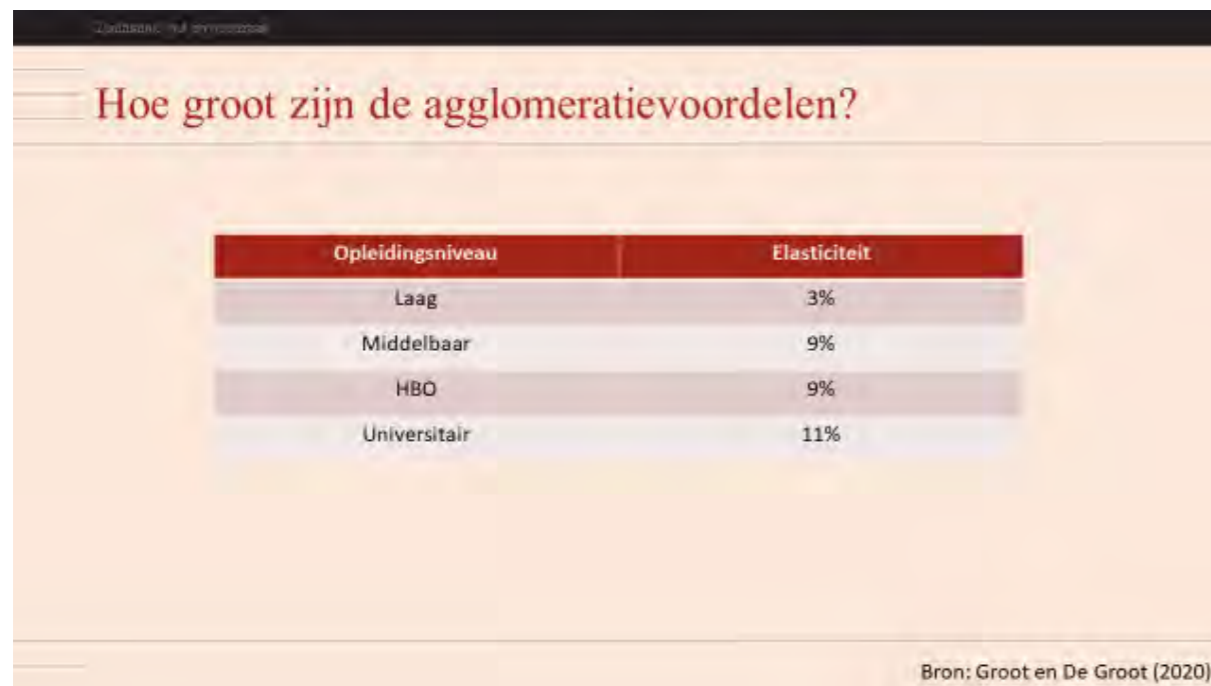 Hoe groot zijn de agglomeratievoordelen?
Opleidingsniveau Elasticiteit
Laag 3%
Middelbaar 9%
HBO 9%
Universitair 11%
Bron: Groot en De Groot (2020)